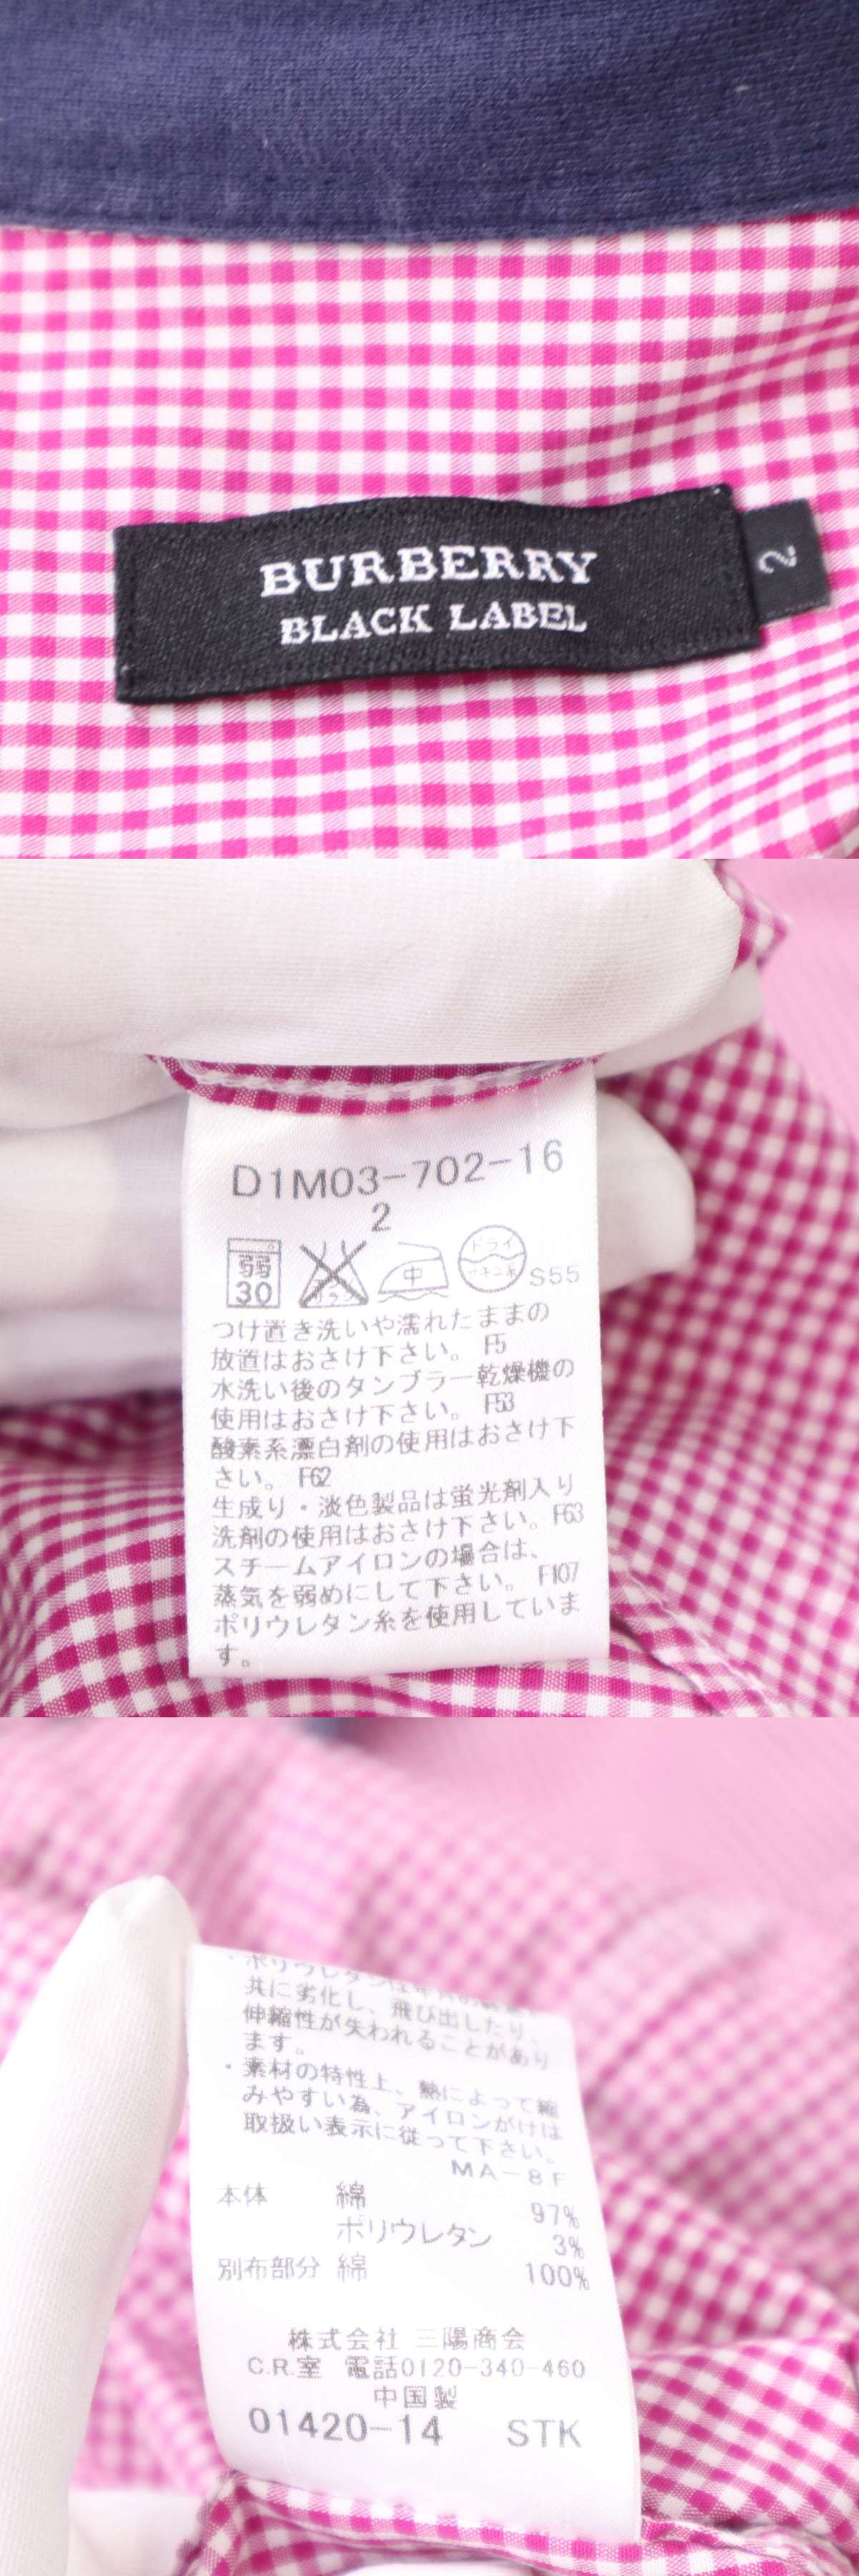 BURBERRY
BLACK LABEL
2
D1M03-702-16
2
弱
30
中
ドライ
S55
つけ置き洗いや濡れたままの
放置はおさけ下さい。 F5
水洗い後のタンブラー乾燥機の
使用はおさけ下さい。 F53
酸素系漂白剤の使用はおさけ下
さい。 F62
生成り・淡色製品は蛍光剤入り
洗剤の使用はおさけ下さい。F63
スチームアイロンの場合は、
蒸気を弱めにして下さい。 F107
ポリウレタン糸を使用していま
す。
・ポリウレタンは
共に劣化し、飛び出したり、
伸縮性が失われることがあり
ます。
・素材の特性上、熱によって縮
みやすい為、アイロンがけは
取扱い表示に従って下さい。
MA-8F
本体 綿 97%
ポリウレタン 3%
別布部分 綿 100%
株式会社 三陽商会
C.R.室 電話0120-340-460
中国製
01420-14 STK